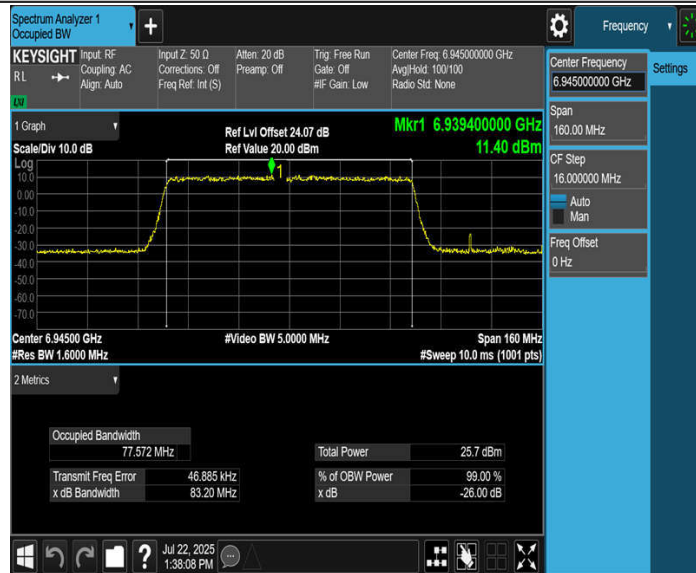 Spectrum Analyzer 1
Occupied BW
Frequency
KEYSIGHT
Input: RF
Coupling: AC
Align: Auto
Input Z: 50 Ω
Corrections: Off
Freq Ref: Int (S)
Atten: 20 dB
Preamp: Off
Trig: Free Run
Gate: Off
#IF Gain: Low
Center Freq: 6.945000000 GHz
Avg|Hold: 100/100
Radio Std: None
RL
LXI
Center Frequency
6.945000000 GHz
Settings
Span
160.00 MHz
CF Step
16.000000 MHz
Auto
Man
Freq Offset
0 Hz
1 Graph
Scale/Div 10.0 dB
Ref Lvl Offset 24.07 dB
Ref Value 20.00 dBm
Mkr1 6.939400000 GHz
11.40 dBm
Log
10.0
0.00
-10.0
-20.0
-30.0
-40.0
-50.0
-60.0
-70.0
1
Center 6.94500 GHz
#Res BW 1.6000 MHz
#Video BW 5.0000 MHz
Span 160 MHz
#Sweep 10.0 ms (1001 pts)
2 Metrics
Occupied Bandwidth
77.572 MHz
Total Power 25.7 dBm
Transmit Freq Error 46.885 kHz
% of OBW Power 99.00 %
x dB Bandwidth 83.20 MHz
x dB -26.00 dB
Jul 22, 2025
1:38:08 PM